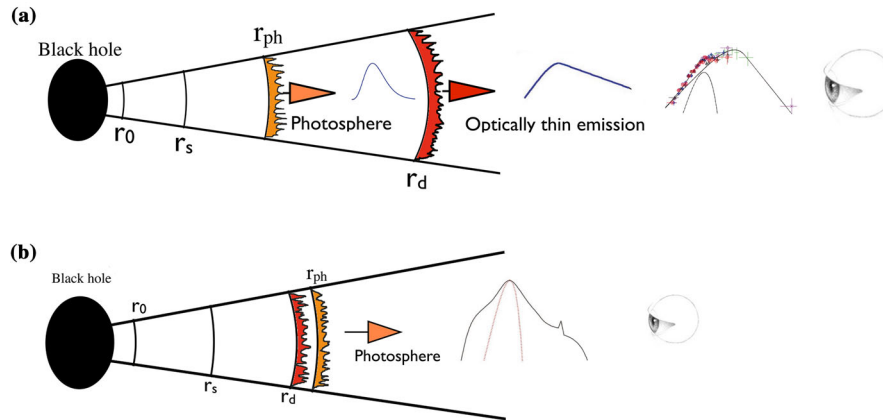 (a)
Black hole
r0
rs
rph
Photosphere
rd
Optically thin emission
(b)
Black hole
r0
rs
rd
rph
Photosphere